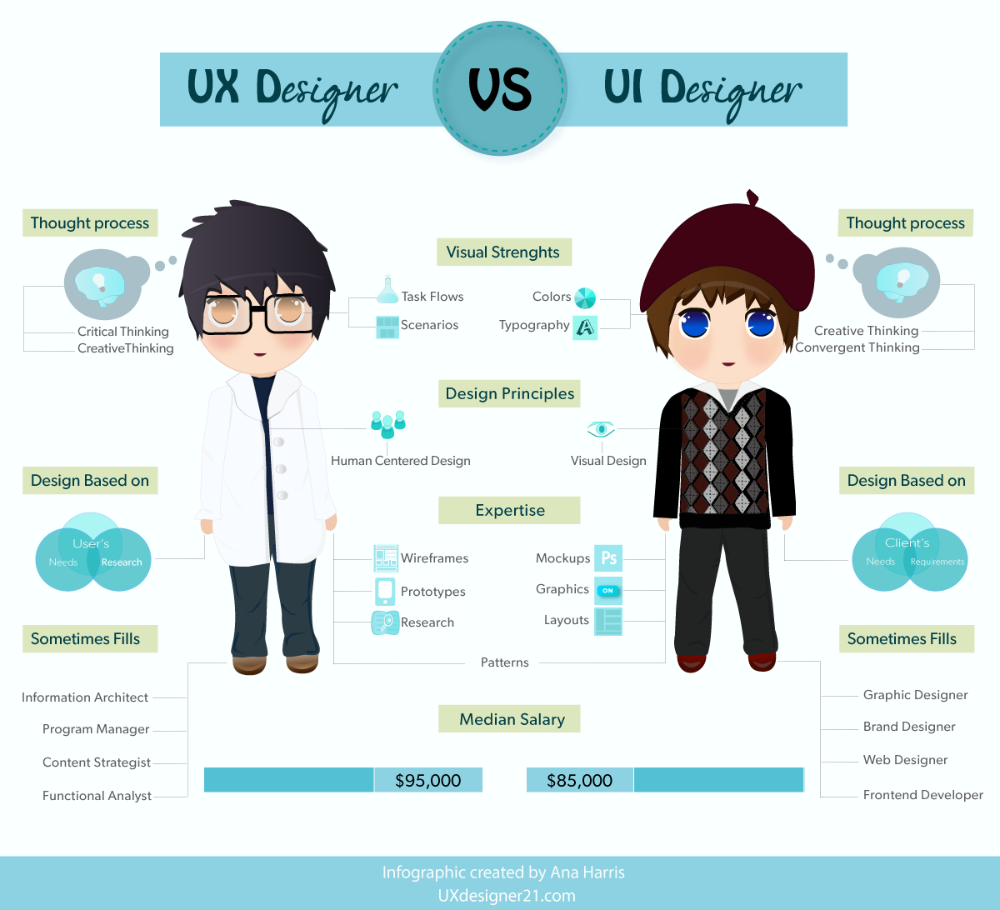 UX Designer
VS
UI Designer
Thought process
Critical Thinking
CreativeThinking
Visual Strenghts
Task Flows
Scenarios
Colors
Typography
A
Thought process
Creative Thinking
Convergent Thinking
Design Principles
Human Centered Design
Visual Design
Design Based on
User's
Needs
Research
Expertise
Wireframes
Prototypes
Research
Mockups
Ps
Graphics
ON
Layouts
Patterns
Design Based on
Client's
Needs
Requirements
Sometimes Fills
Information Architect
Program Manager
Content Strategist
Functional Analyst
Sometimes Fills
Graphic Designer
Brand Designer
Web Designer
Frontend Developer
Median Salary
$95,000
$85,000
Infographic created by Ana Harris
UXdesigner21.com